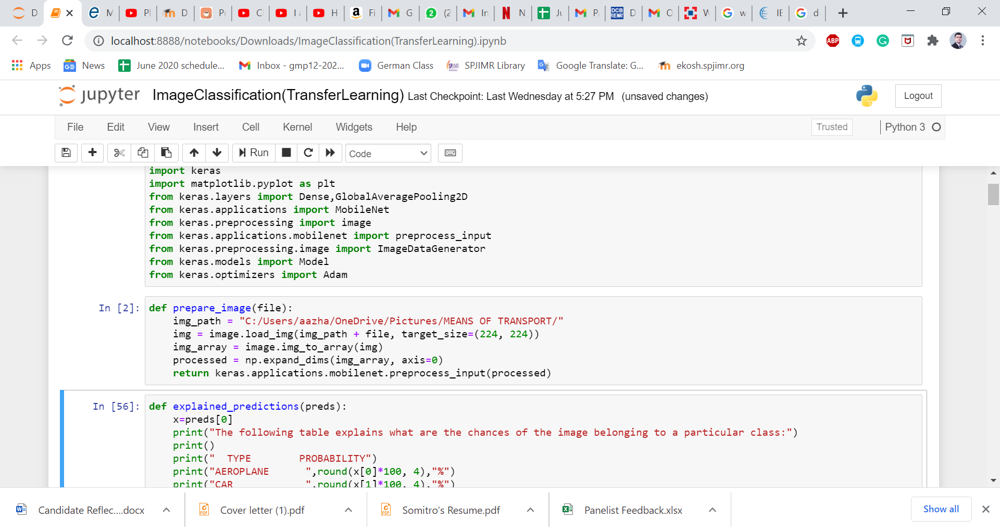 D M Pl D Pi C I a H Fi G (2 In N Ju P D O W w IE d
localhost:8888/notebooks/Downloads/ImageClassification(TransferLearning).ipynb ABP
Apps News June 2020 schedule... Inbox - gmp12-202... German Class SPJIMR Library Google Translate: G... ekosh.spjimr.org
jupyter ImageClassification(TransferLearning) Last Checkpoint: Last Wednesday at 5:27 PM (unsaved changes) Logout
File Edit View Insert Cell Kernel Widgets Help Trusted Python 3
Run Code
import keras
import matplotlib.pyplot as plt
from keras.layers import Dense,GlobalAveragePooling2D
from keras.applications import MobileNet
from keras.preprocessing import image
from keras.applications.mobilenet import preprocess_input
from keras.preprocessing.image import ImageDataGenerator
from keras.models import Model
from keras.optimizers import Adam
In [2]: def prepare_image(file):
    img_path = "C:/Users/aazha/OneDrive/Pictures/MEANS OF TRANSPORT/"
    img = image.load_img(img_path + file, target_size=(224, 224))
    img_array = image.img_to_array(img)
    processed = np.expand_dims(img_array, axis=0)
    return keras.applications.mobilenet.preprocess_input(processed)
In [56]: def explained_predictions(preds):
    x=preds[0]
    print("The following table explains what are the chances of the image belonging to a particular class:")
    print()
    print("  TYPE        PROBABILITY")
    print("AEROPLANE      ",round(x[0]*100, 4),"%")
    print("CAR            ",round(x[1]*100, 4),"%")
Candidate Reflec....docx Cover letter (1).pdf Somitro's Resume.pdf Panelist Feedback.xlsx Show all